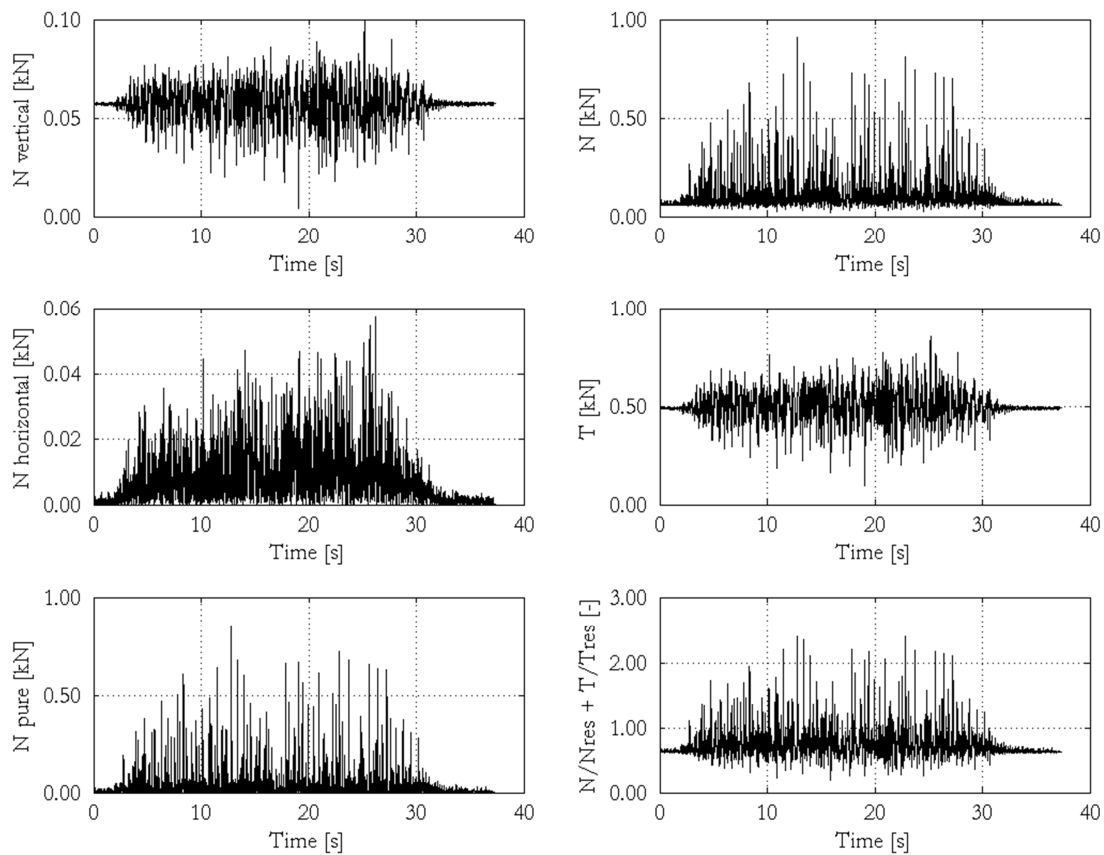 N vertical [kN]
0.10
0.05
0.00
0 10 20 30 40
Time [s]
N [kN]
1.00
0.50
0.00
0 10 20 30 40
Time [s]
N horizontal [kN]
0.06
0.04
0.02
0.00
0 10 20 30 40
Time [s]
T [kN]
1.00
0.50
0.00
0 10 20 30 40
Time [s]
N pure [kN]
1.00
0.50
0.00
0 10 20 30 40
Time [s]
N/Nres + T/Tres [-]
3.00
2.00
1.00
0.00
0 10 20 30 40
Time [s]